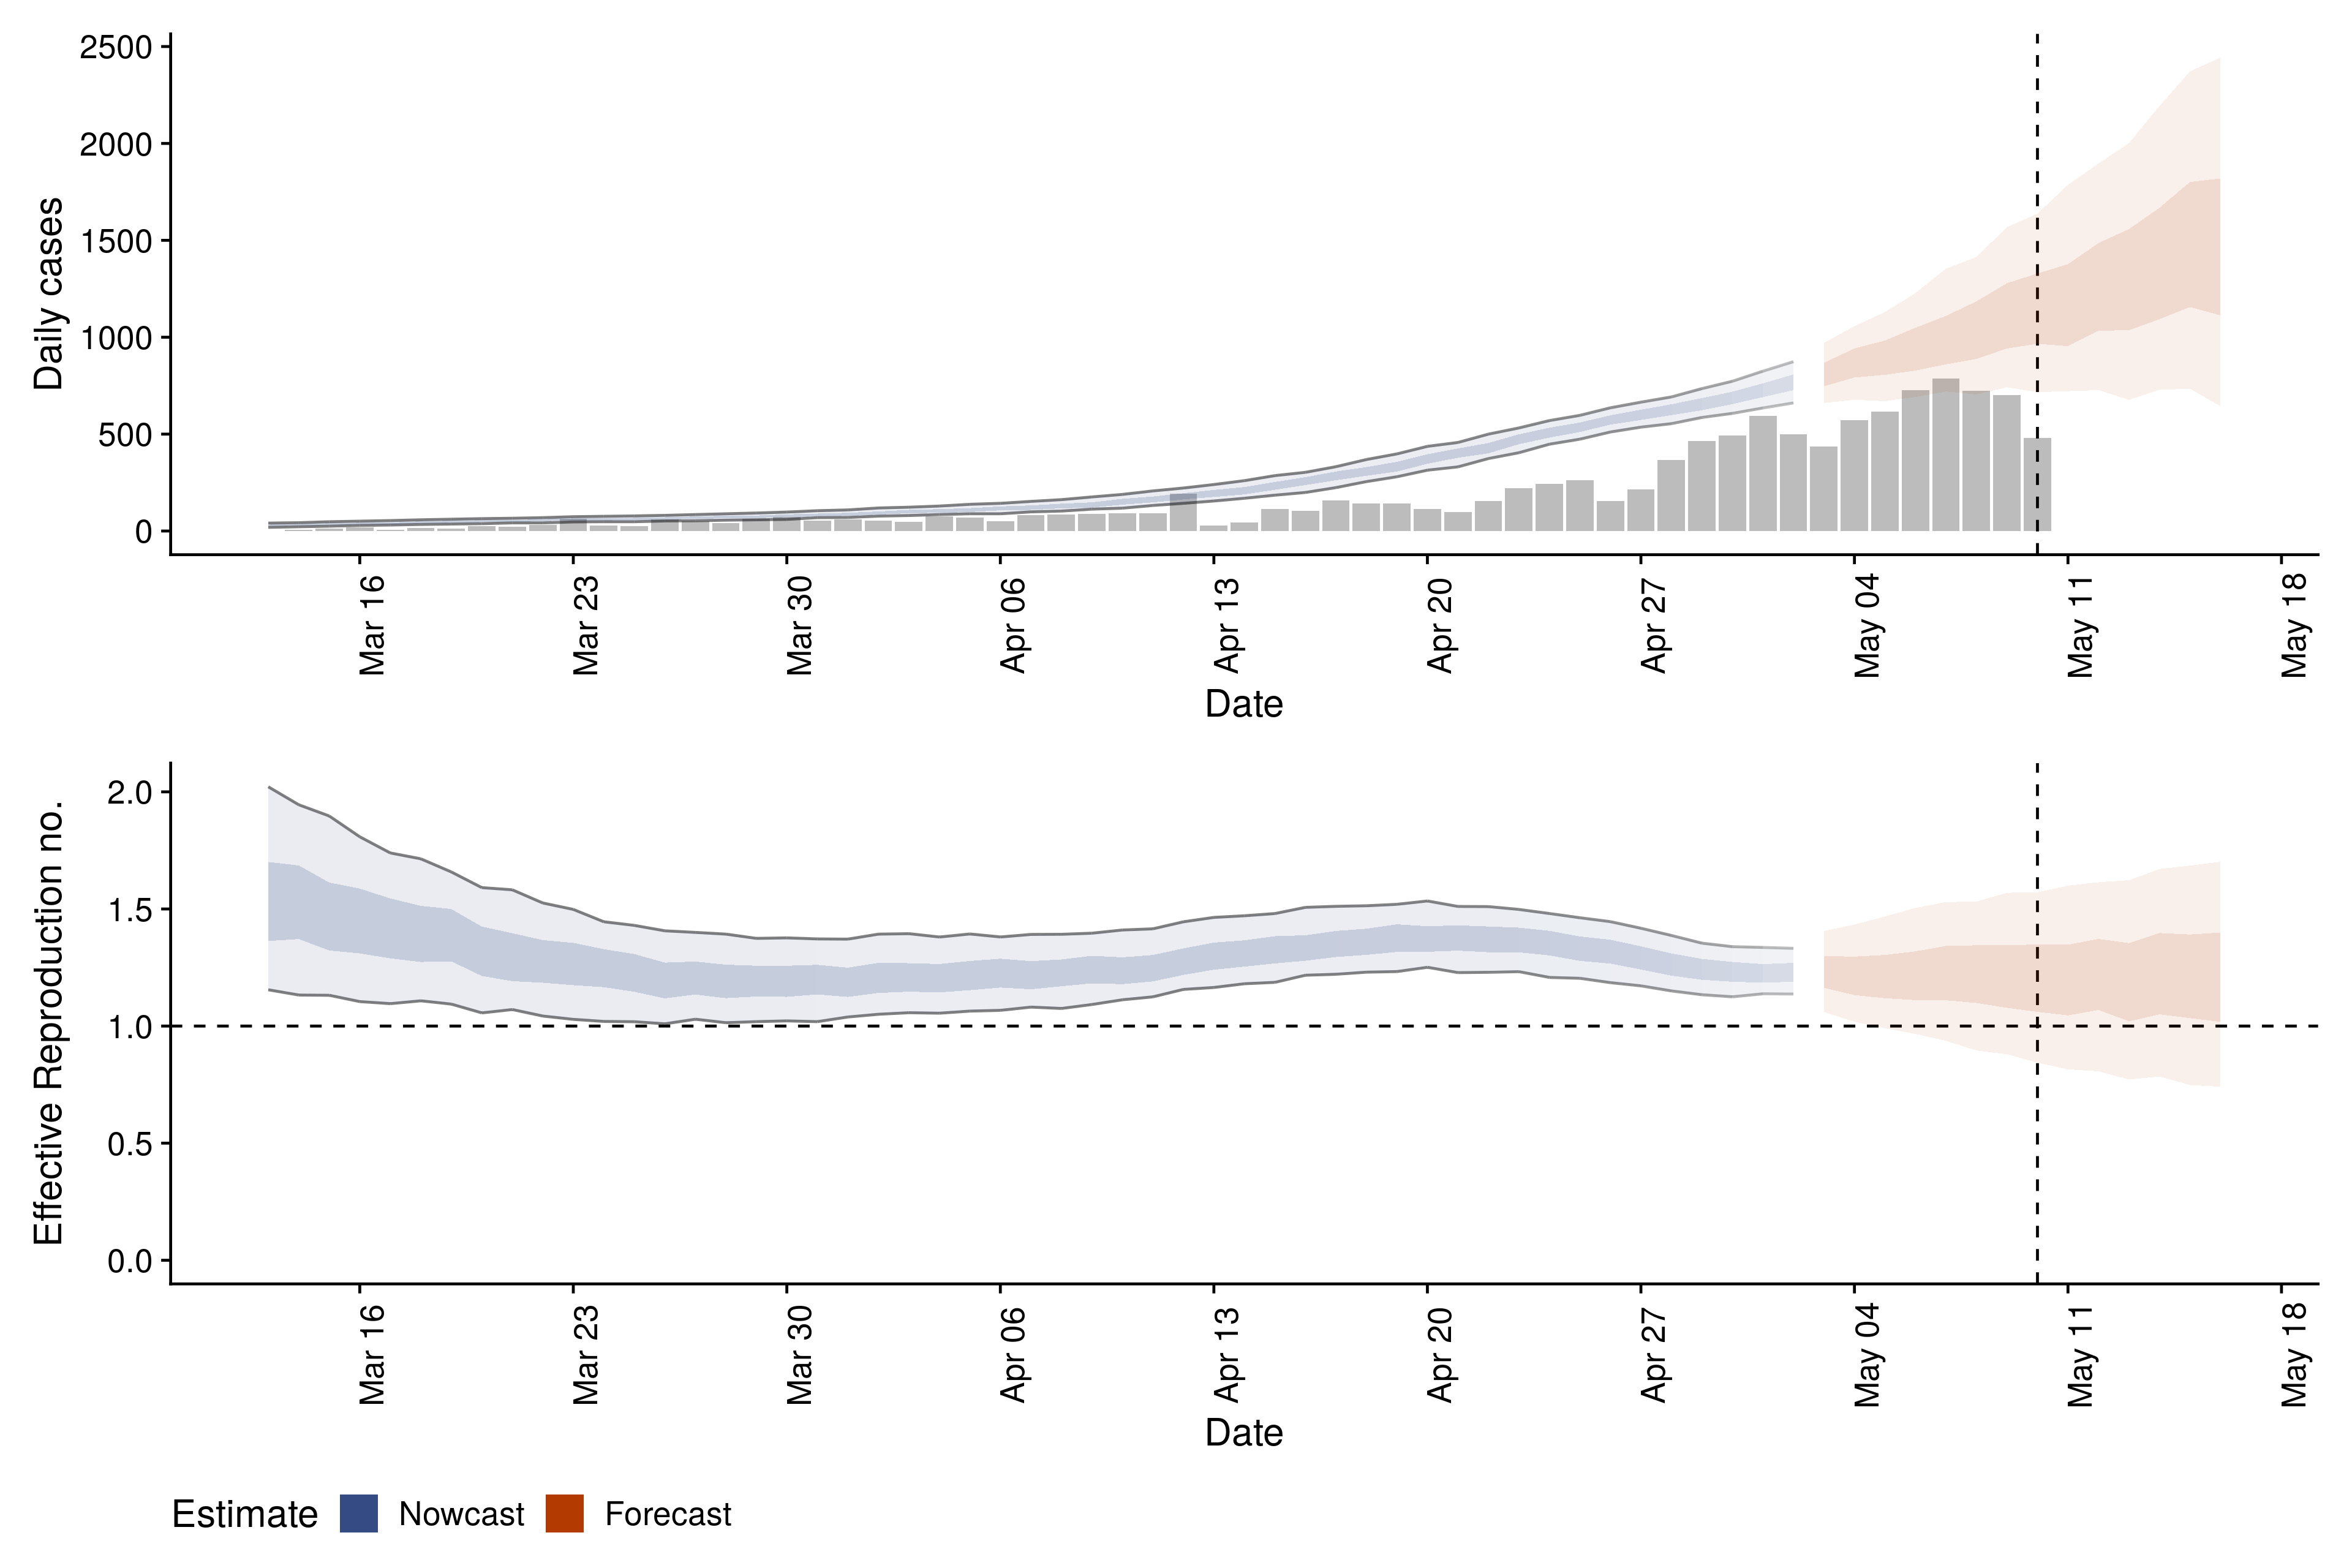 Daily cases
2500
2000
1500
1000
500
0
Mar 16
Mar 23
Mar 30
Apr 06
Apr 13
Apr 20
Apr 27
May 04
May 11
May 18
Date
Effective Reproduction no.
2.0
1.5
1.0
0.5
0.0
Mar 16
Mar 23
Mar 30
Apr 06
Apr 13
Apr 20
Apr 27
May 04
May 11
May 18
Date
Estimate Nowcast Forecast